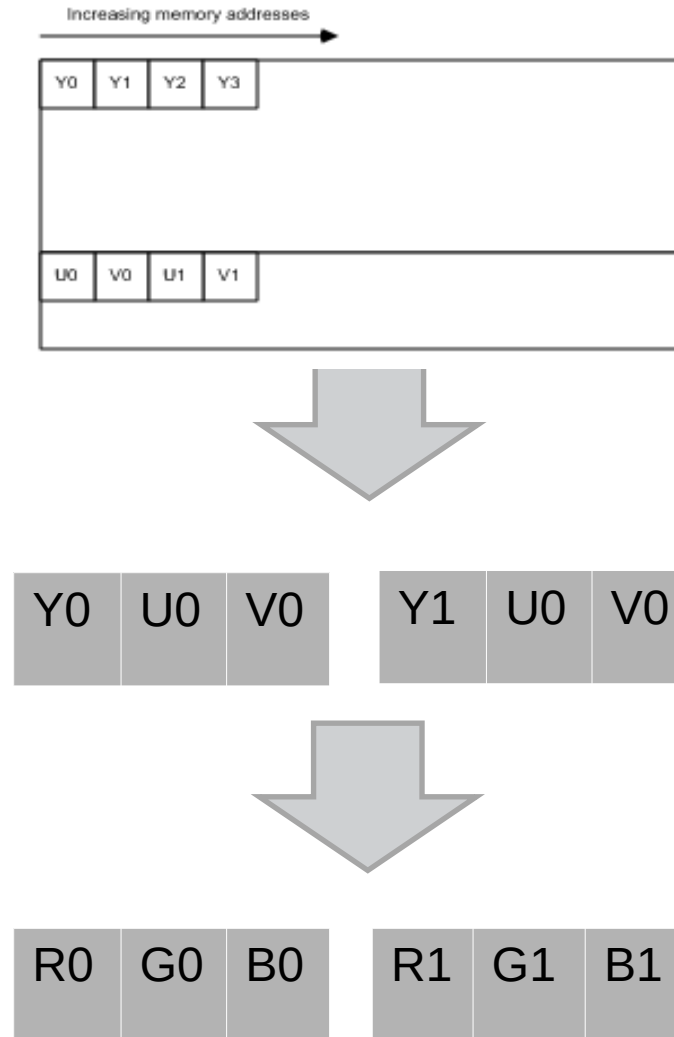 Increasing memory addresses
Y0 Y1 Y2 Y3
U0 V0 U1 V1
Y0 U0 V0 Y1 U0 V0
R0 G0 B0 R1 G1 B1